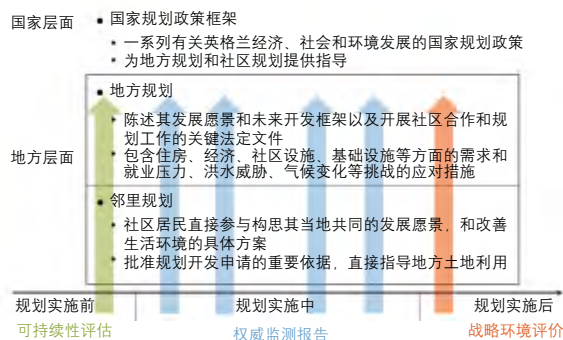 国家层面
• 国家规划政策框架
• 一系列有关英格兰经济、社会和环境发展的国家规划政策
• 为地方规划和社区规划提供指导
地方层面
• 地方规划
• 陈述其发展愿景和未来开发框架以及开展社区合作和规
划工作的关键法定文件
• 包含住房、经济、社区设施、基础设施等方面的需求和
就业压力、洪水威胁、气候变化等挑战的应对措施
• 邻里规划
• 社区居民直接参与构思其当地共同的发展愿景，和改善
生活环境的具体方案
• 批准规划开发申请的重要依据，直接指导地方土地利用
规划实施前
规划实施中
规划实施后
可持续性评估
权威监测报告
战略环境评价